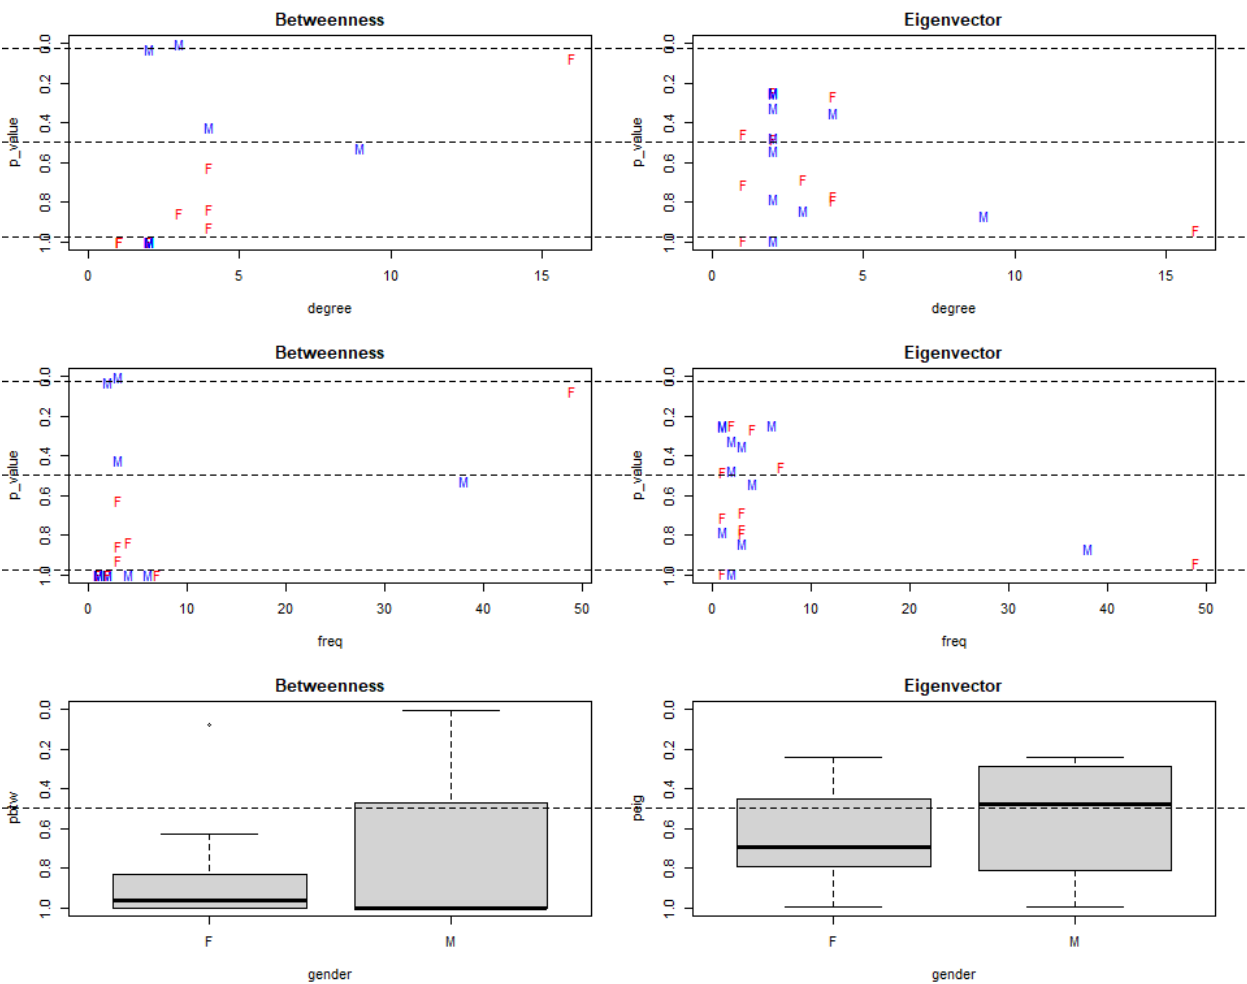 Betweenness
Eigenvector
p_value
0.0 0.2 0.4 0.6 0.8 1.0
M M F M M F F F F F M
0 5 10 15
degree
p_value
0.0 0.2 0.4 0.6 0.8 1.0
M F M M F M M F F M F F M M F F M
0 5 10 15
degree
Betweenness
Eigenvector
p_value
0.0 0.2 0.4 0.6 0.8 1.0
M M F M M F F F F M M M F
0 10 20 30 40 50
freq
p_value
0.0 0.2 0.4 0.6 0.8 1.0
M F F M M M F F M M F F F F M M M F F M
0 10 20 30 40 50
freq
Betweenness
Eigenvector
pbtw
0.0 0.2 0.4 0.6 0.8 1.0
F M
gender
peig
0.0 0.2 0.4 0.6 0.8 1.0
F M
gender